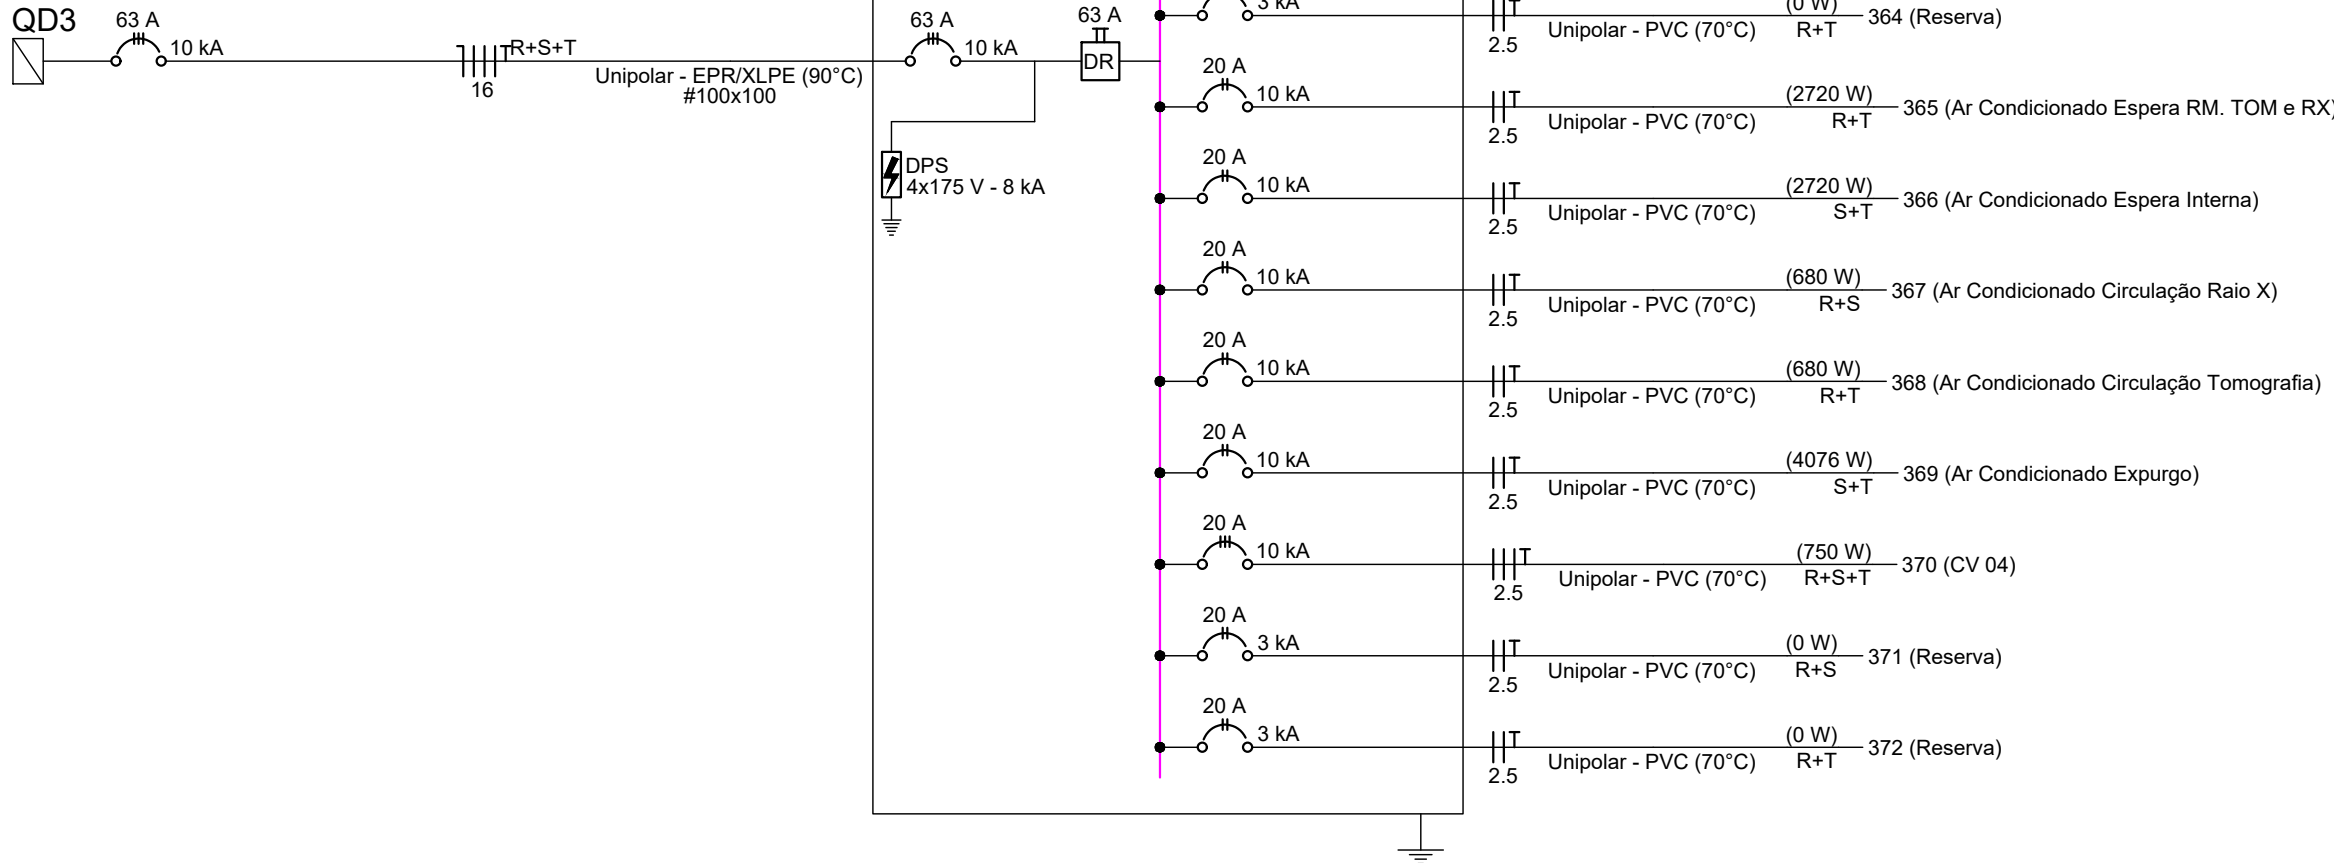 QD3
63 A
10 kA
R+S+T
16
Unipolar - EPR/XLPE (90°C)
#100x100
63 A
10 kA
63 A
DR
DPS
4x175 V - 8 kA
3 kA
2.5
Unipolar - PVC (70°C)
(0 W)
R+T
364 (Reserva)
20 A
10 kA
2.5
Unipolar - PVC (70°C)
(2720 W)
R+T
365 (Ar Condicionado Espera RM. TOM e RX)
20 A
10 kA
2.5
Unipolar - PVC (70°C)
(2720 W)
S+T
366 (Ar Condicionado Espera Interna)
20 A
10 kA
2.5
Unipolar - PVC (70°C)
(680 W)
R+S
367 (Ar Condicionado Circulação Raio X)
20 A
10 kA
2.5
Unipolar - PVC (70°C)
(680 W)
R+T
368 (Ar Condicionado Circulação Tomografia)
20 A
10 kA
2.5
Unipolar - PVC (70°C)
(4076 W)
S+T
369 (Ar Condicionado Expurgo)
20 A
10 kA
2.5
Unipolar - PVC (70°C)
(750 W)
R+S+T
370 (CV 04)
20 A
3 kA
2.5
Unipolar - PVC (70°C)
(0 W)
R+S
371 (Reserva)
20 A
3 kA
2.5
Unipolar - PVC (70°C)
(0 W)
R+T
372 (Reserva)